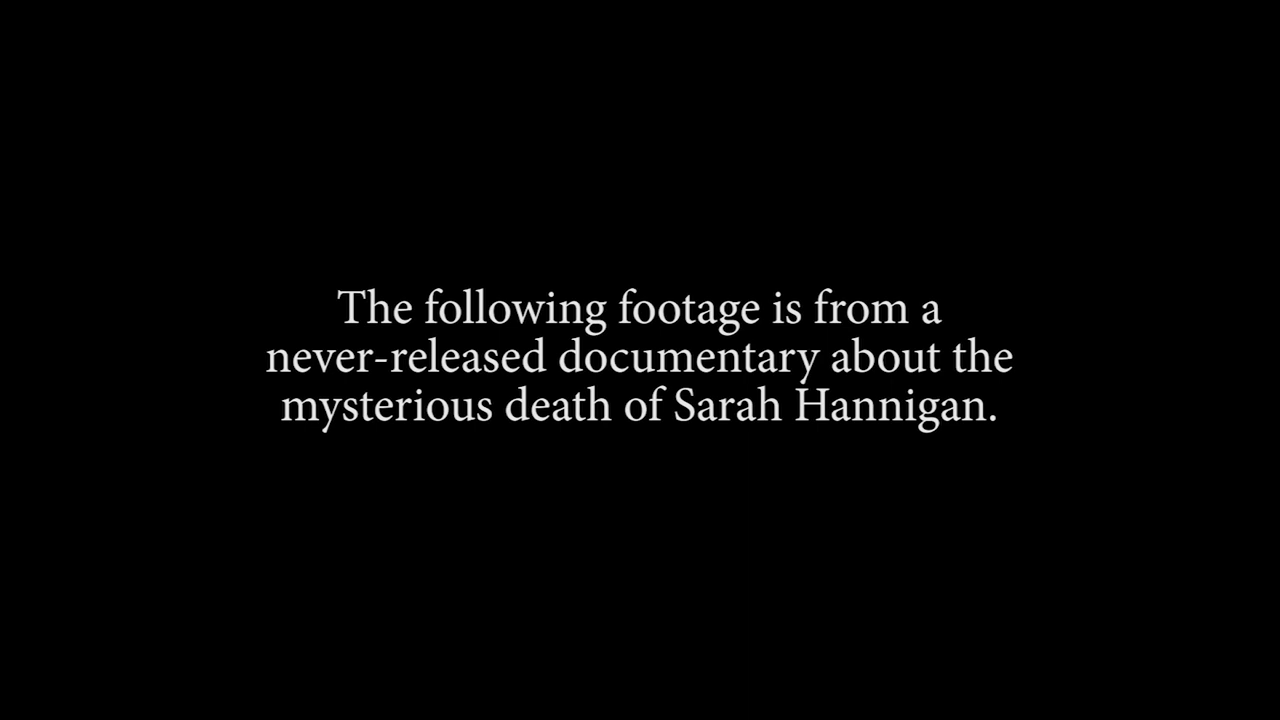 The following footage is from a
never-released documentary about the
mysterious death of Sarah Hannigan.